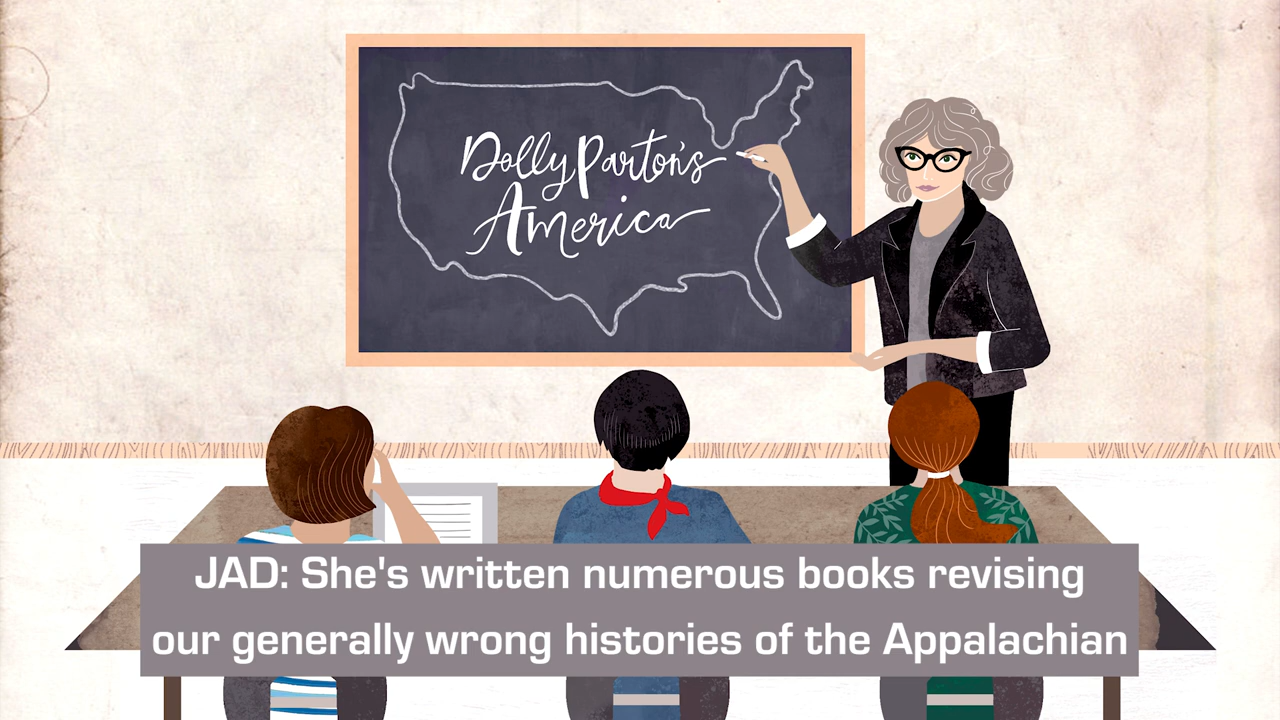 Dolly Parton's
America
JAD: She's written numerous books revising
our generally wrong histories of the Appalachian